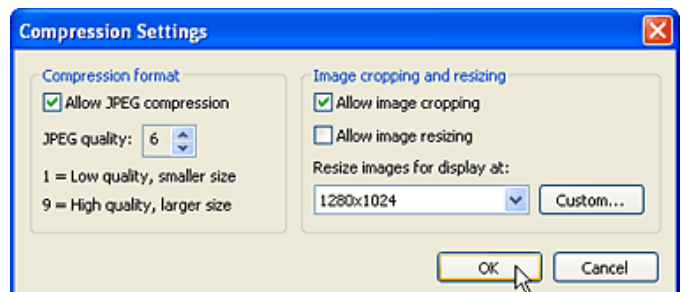 Compression Settings
Compression format
Allow JPEG compression
JPEG quality: 6
1 = Low quality, smaller size
9 = High quality, larger size
Image cropping and resizing
Allow image cropping
Allow image resizing
Resize images for display at:
1280x1024 Custom...
OK Cancel